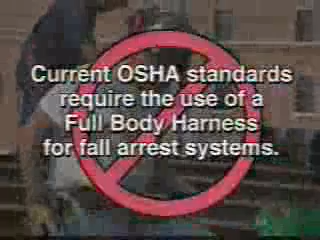 Current OSHA standards
require the use of a
Full Body Harness
for fall arrest systems.